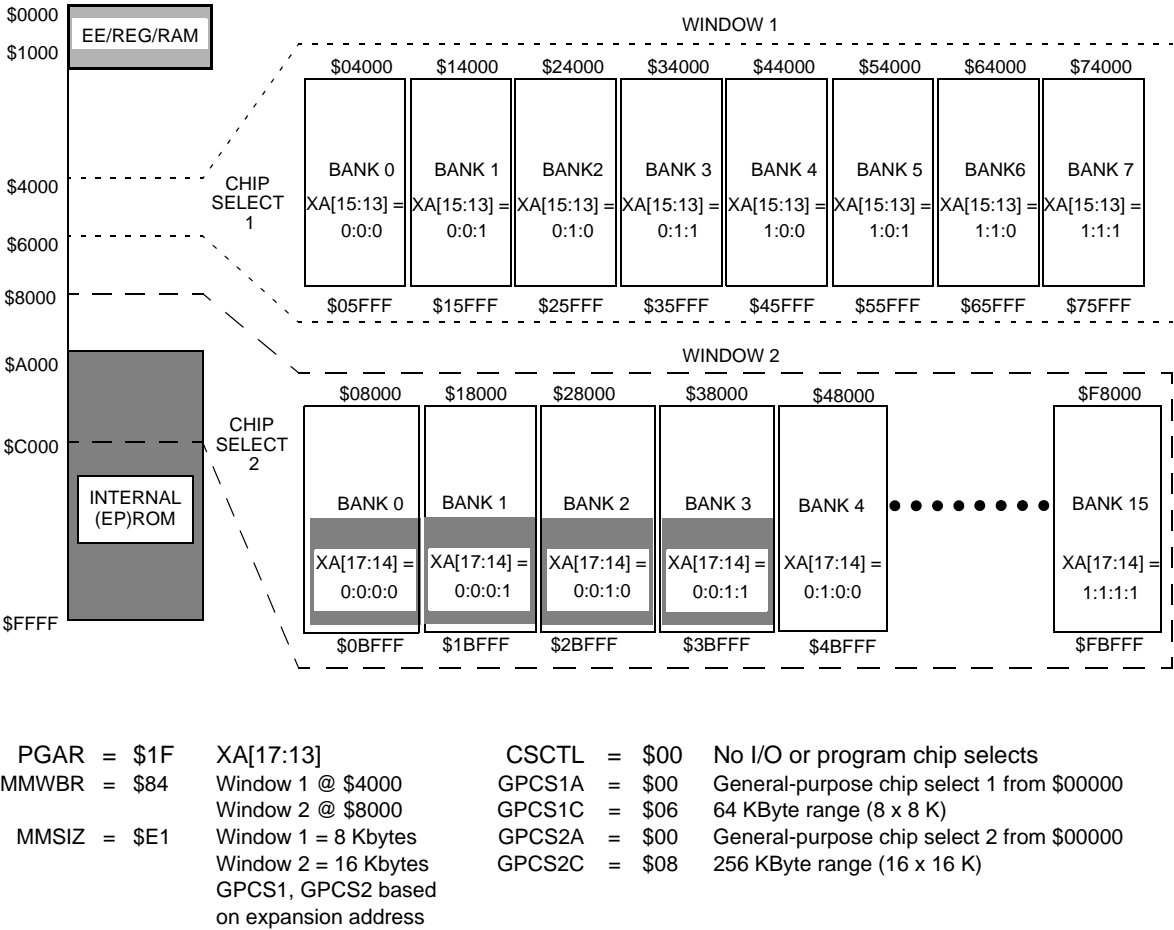 $0000
EE/REG/RAM
$1000
$4000
$6000
$8000
$A000
$C000
INTERNAL
(EP)ROM
$FFFF
CHIP
SELECT
1
CHIP
SELECT
2
WINDOW 1
$04000 $14000 $24000 $34000 $44000 $54000 $64000 $74000
BANK 0 BANK 1 BANK2 BANK 3 BANK 4 BANK 5 BANK6 BANK 7
XA[15:13] = XA[15:13] = XA[15:13] = XA[15:13] = XA[15:13] = XA[15:13] = XA[15:13] = XA[15:13] =
0:0:0 0:0:1 0:1:0 0:1:1 1:0:0 1:0:1 1:1:0 1:1:1
$05FFF $15FFF $25FFF $35FFF $45FFF $55FFF $65FFF $75FFF
WINDOW 2
$08000 $18000 $28000 $38000 $48000 $F8000
BANK 0 BANK 1 BANK 2 BANK 3 BANK 4 BANK 15
XA[17:14] = XA[17:14] = XA[17:14] = XA[17:14] = XA[17:14] = XA[17:14] =
0:0:0:0 0:0:0:1 0:0:1:0 0:0:1:1 0:1:0:0 1:1:1:1
$0BFFF $1BFFF $2BFFF $3BFFF $4BFFF $FBFFF
PGAR = $1F XA[17:13]
MMWBR = $84 Window 1 @ $4000
Window 2 @ $8000
MMSIZ = $E1 Window 1 = 8 Kbytes
Window 2 = 16 Kbytes
GPCS1, GPCS2 based
on expansion address
CSCTL = $00 No I/O or program chip selects
GPCS1A = $00 General-purpose chip select 1 from $00000
GPCS1C = $06 64 KByte range (8 x 8 K)
GPCS2A = $00 General-purpose chip select 2 from $00000
GPCS2C = $08 256 KByte range (16 x 16 K)